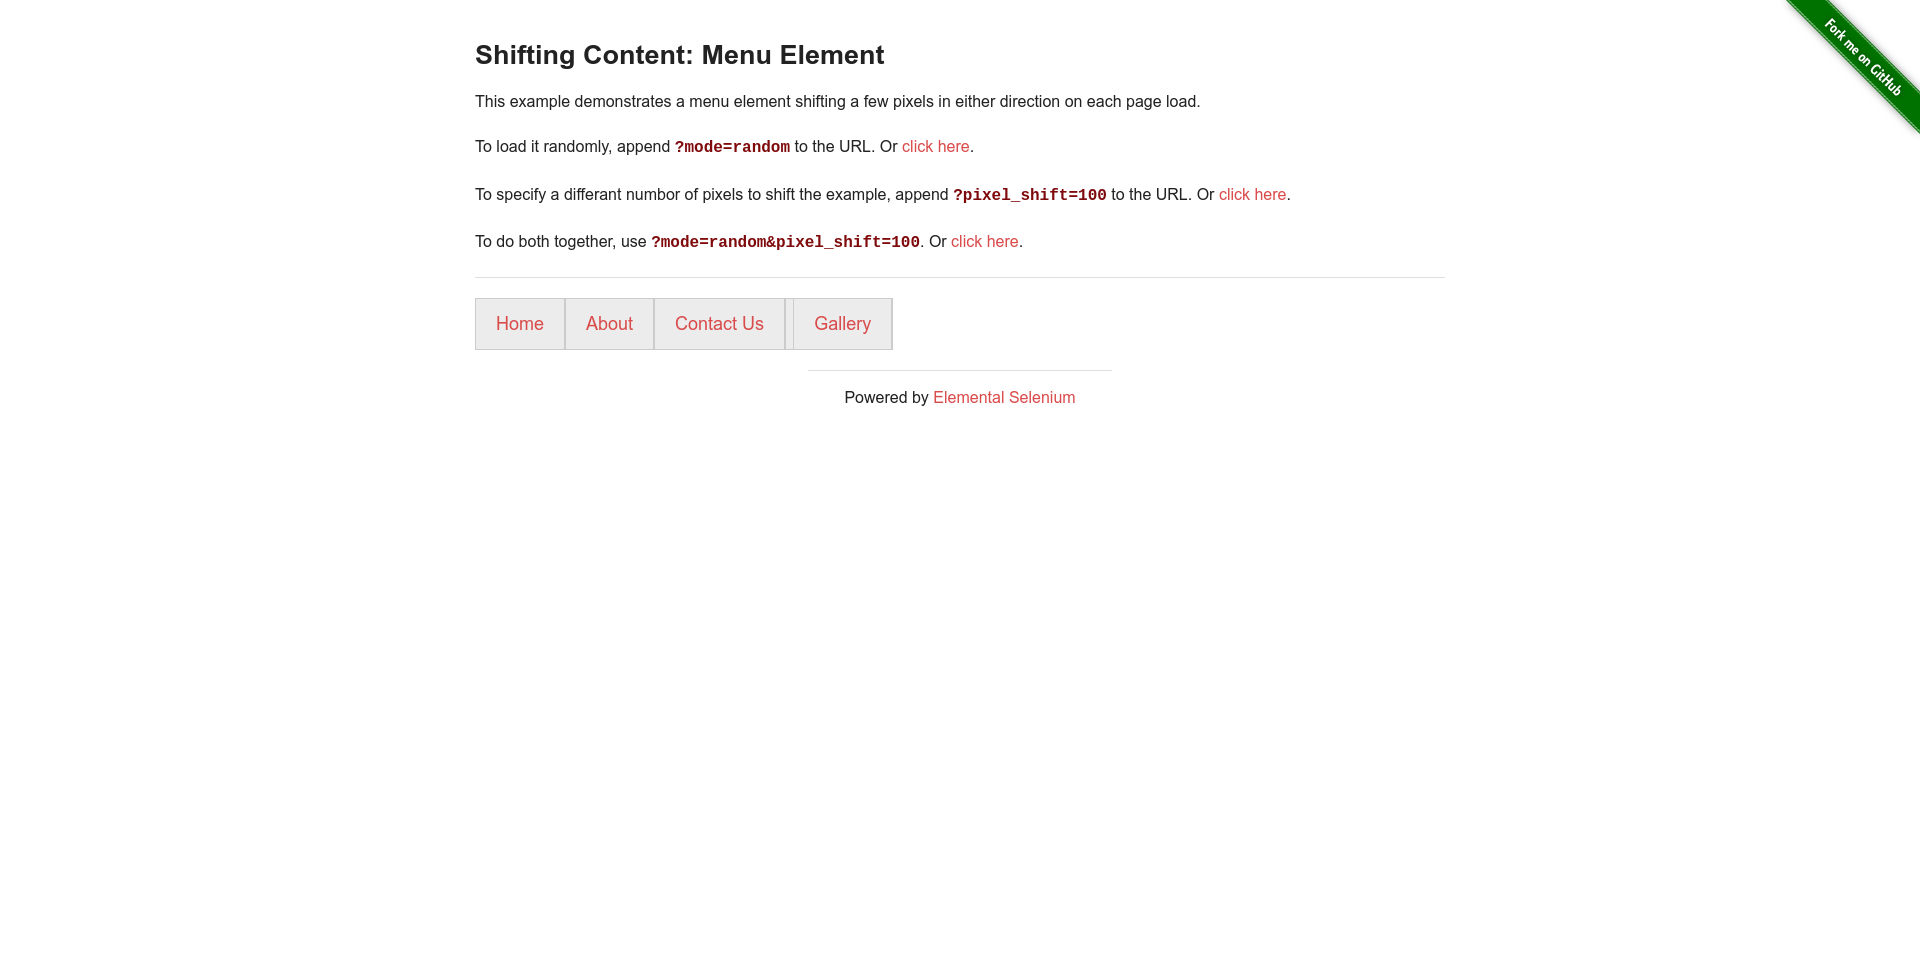 Fork me on GitHub
Shifting Content: Menu Element
This example demonstrates a menu element shifting a few pixels in either direction on each page load.
To load it randomly, append ?mode=random to the URL. Or click here.
To specify a differant numbor of pixels to shift the example, append ?pixel_shift=100 to the URL. Or click here.
To do both together, use ?mode=random&pixel_shift=100. Or click here.
Home About Contact Us Gallery
Powered by Elemental Selenium